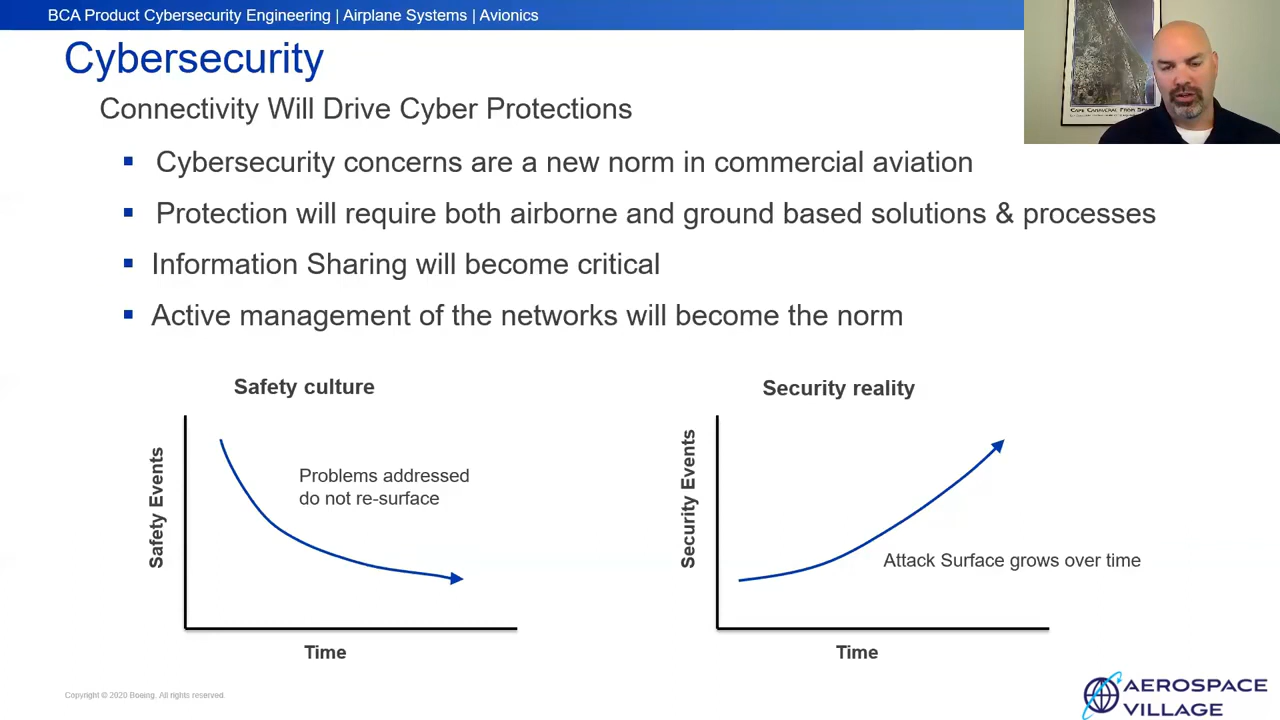 BCA Product Cybersecurity Engineering | Airplane Systems | Avionics
Cybersecurity
Connectivity Will Drive Cyber Protections
Cybersecurity concerns are a new norm in commercial aviation
Protection will require both airborne and ground based solutions & processes
Information Sharing will become critical
Active management of the networks will become the norm
Safety culture
Safety Events
Problems addressed
do not re-surface
Time
Security reality
Security Events
Attack Surface grows over time
Time
Copyright © 2020 Boeing. All rights reserved.
AEROSPACE
VILLAGE